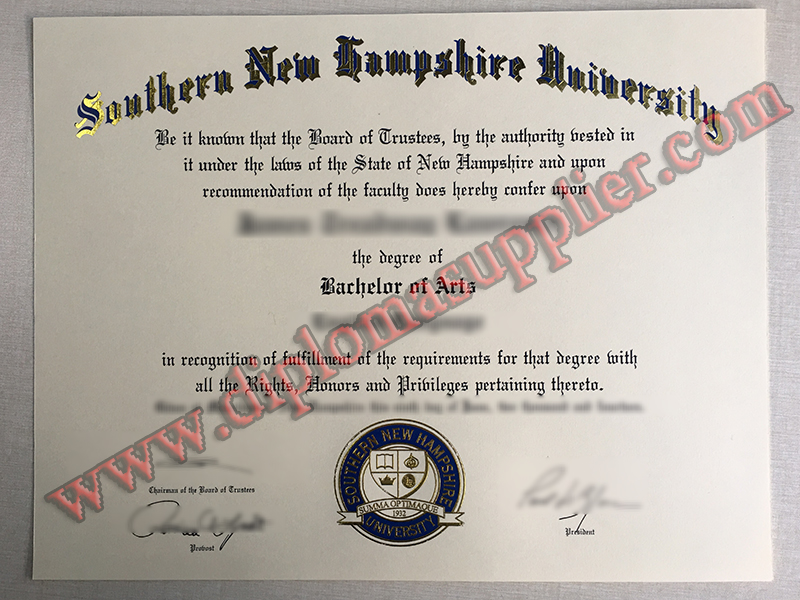 Southern New Hampshire University
Be it known that the Board of Trustees, by the authority vested in
it under the laws of the State of New Hampshire and upon
recommendation of the faculty does hereby confer upon
the degree of
Bachelor of Arts
in recognition of fulfillment of the requirements for that degree with
all the Rights, Honors and Privileges pertaining thereto.
www.diplomasupplier.com
SOUTHERN NEW HAMPSHIRE
SUMMA OPTIMAQUE
1932
UNIVERSITY
Chairman of the Board of Trustees
Provost
President